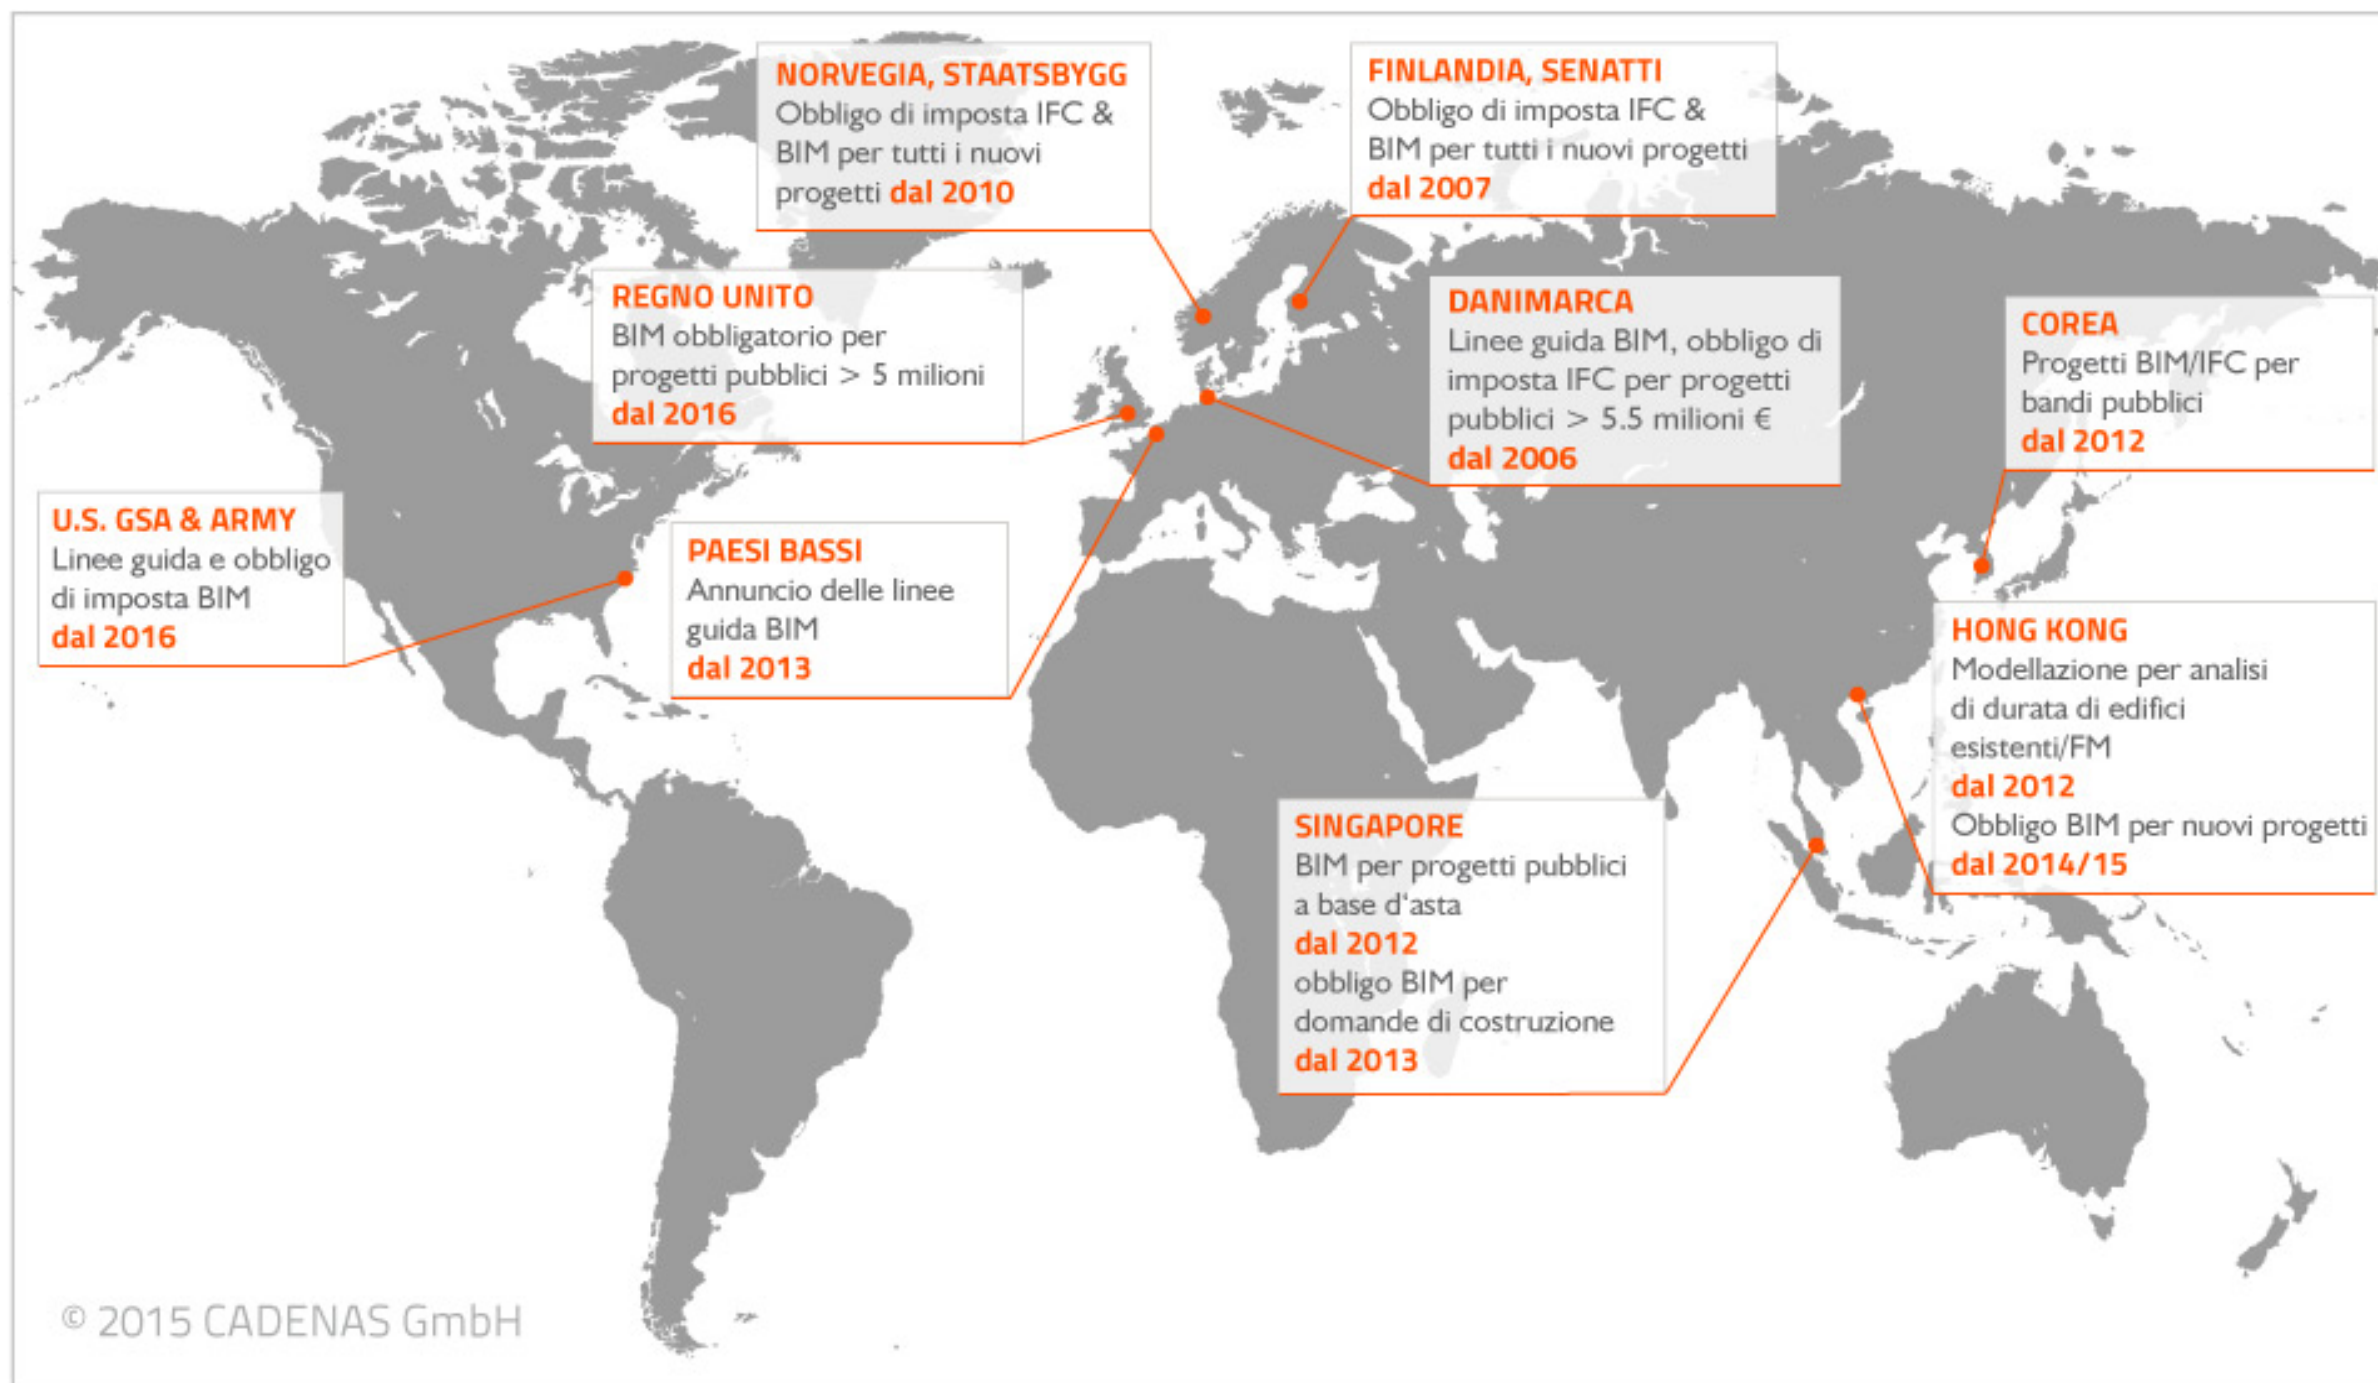 NORVEGIA, STAATSBYGG
Obbligo di imposta IFC &
BIM per tutti i nuovi
progetti dal 2010
FINLANDIA, SENATTI
Obbligo di imposta IFC &
BIM per tutti i nuovi progetti
dal 2007
REGNO UNITO
BIM obbligatorio per
progetti pubblici > 5 milioni
dal 2016
DANIMARCA
Linee guida BIM, obbligo di
imposta IFC per progetti
pubblici > 5.5 milioni €
dal 2006
COREA
Progetti BIM/IFC per
bandi pubblici
dal 2012
U.S. GSA & ARMY
Linee guida e obbligo
di imposta BIM
dal 2016
PAESI BASSI
Annuncio delle linee
guida BIM
dal 2013
HONG KONG
Modellazione per analisi
di durata di edifici
esistenti/FM
dal 2012
Obbligo BIM per nuovi progetti
dal 2014/15
SINGAPORE
BIM per progetti pubblici
a base d'asta
dal 2012
obbligo BIM per
domande di costruzione
dal 2013
© 2015 CADENAS GmbH